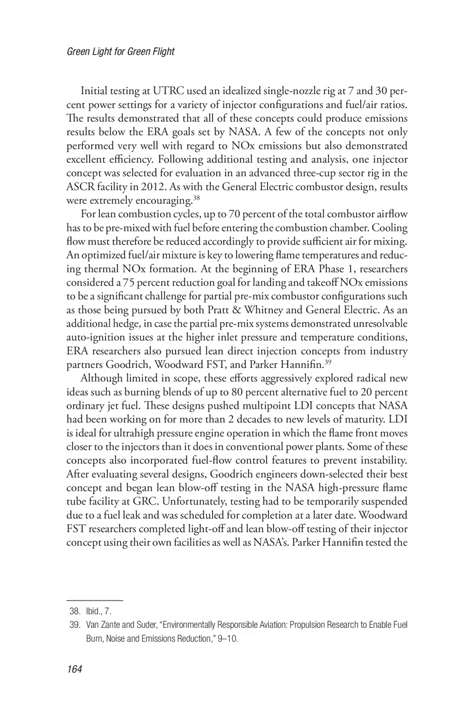 Green Light for Green Flight
Initial testing at UTRC used an idealized single-nozzle rig at 7 and 30 per-
cent power settings for a variety of injector configurations and fuel/air ratios.
The results demonstrated that all of these concepts could produce emissions
results below the ERA goals set by NASA. A few of the concepts not only
performed very well with regard to NOx emissions but also demonstrated
excellent efficiency. Following additional testing and analysis, one injector
concept was selected for evaluation in an advanced three-cup sector rig in the
ASCR facility in 2012. As with the General Electric combustor design, results
were extremely encouraging.38
For lean combustion cycles, up to 70 percent of the total combustor airflow
has to be pre-mixed with fuel before entering the combustion chamber. Cooling
flow must therefore be reduced accordingly to provide sufficient air for mixing.
An optimized fuel/air mixture is key to lowering flame temperatures and reduc-
ing thermal NOx formation. At the beginning of ERA Phase 1, researchers
considered a 75 percent reduction goal for landing and takeoff NOx emissions
to be a significant challenge for partial pre-mix combustor configurations such
as those being pursued by both Pratt & Whitney and General Electric. As an
additional hedge, in case the partial pre-mix systems demonstrated unresolvable
auto-ignition issues at the higher inlet pressure and temperature conditions,
ERA researchers also pursued lean direct injection concepts from industry
partners Goodrich, Woodward FST, and Parker Hannifin.39
Although limited in scope, these efforts aggressively explored radical new
ideas such as burning blends of up to 80 percent alternative fuel to 20 percent
ordinary jet fuel. These designs pushed multipoint LDI concepts that NASA
had been working on for more than 2 decades to new levels of maturity. LDI
is ideal for ultrahigh pressure engine operation in which the flame front moves
closer to the injectors than it does in conventional power plants. Some of these
concepts also incorporated fuel-flow control features to prevent instability.
After evaluating several designs, Goodrich engineers down-selected their best
concept and began lean blow-off testing in the NASA high-pressure flame
tube facility at GRC. Unfortunately, testing had to be temporarily suspended
due to a fuel leak and was scheduled for completion at a later date. Woodward
FST researchers completed light-off and lean blow-off testing of their injector
concept using their own facilities as well as NASA's. Parker Hannifin tested the
38. Ibid., 7.
39. Van Zante and Suder, "Environmentally Responsible Aviation: Propulsion Research to Enable Fuel
Burn, Noise and Emissions Reduction," 9–10.
164